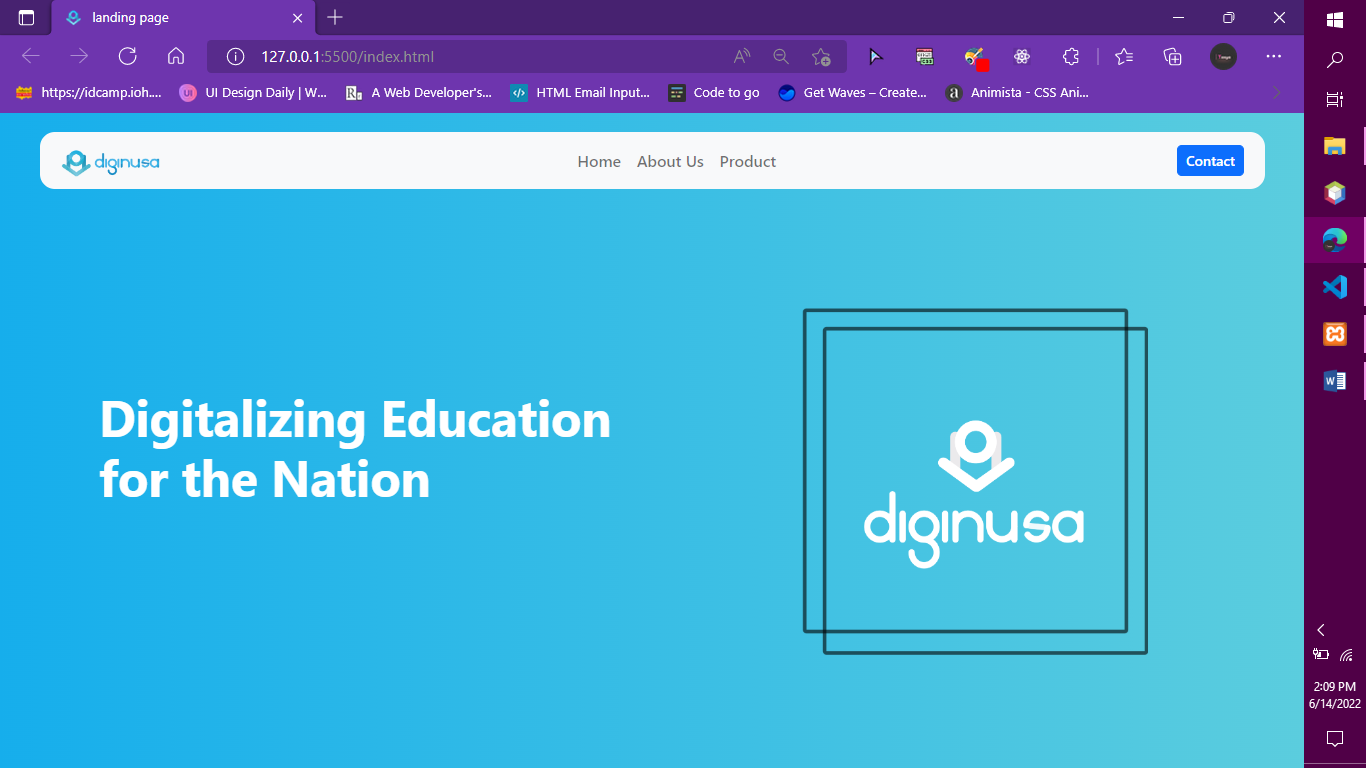 landing page
127.0.0.1:5500/index.html
https://idcamp.ioh....
UI
UI Design Daily | W...
R:
A Web Developer's...
HTML Email Input...
Code to go
Get Waves – Create...
a
Animista - CSS Ani...
diginusa
Home
About Us
Product
Contact
Digitalizing Education
for the Nation
diginusa
2:09 PM
6/14/2022